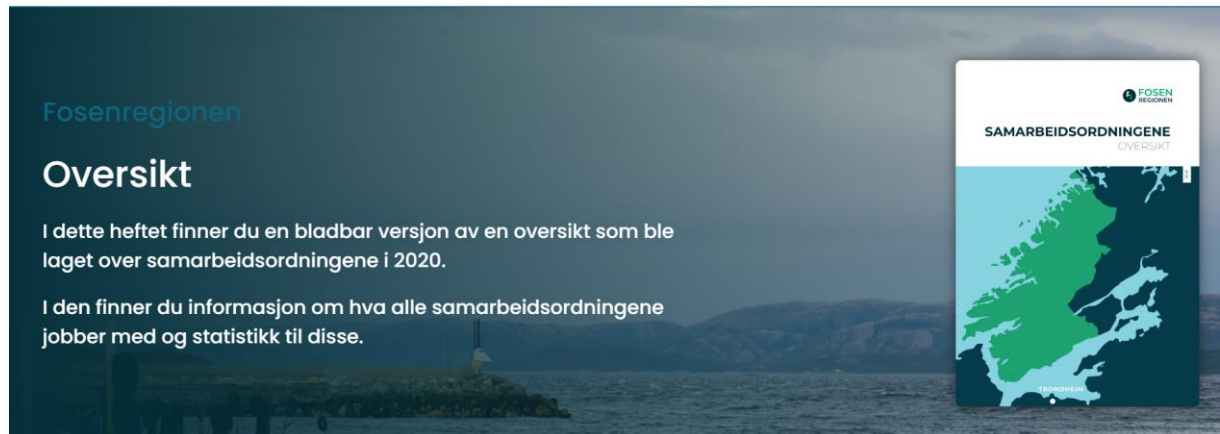 Fosenregionen
Oversikt
I dette heftet finner du en bladbar versjon av en oversikt som ble
laget over samarbeidsordningene i 2020.
I den finner du informasjon om hva alle samarbeidsordningene
jobber med og statistikk til disse.
FOSEN
REGIONEN
SAMARBEIDSORDNINGENE
OVERSIKT
TRONDHEIM